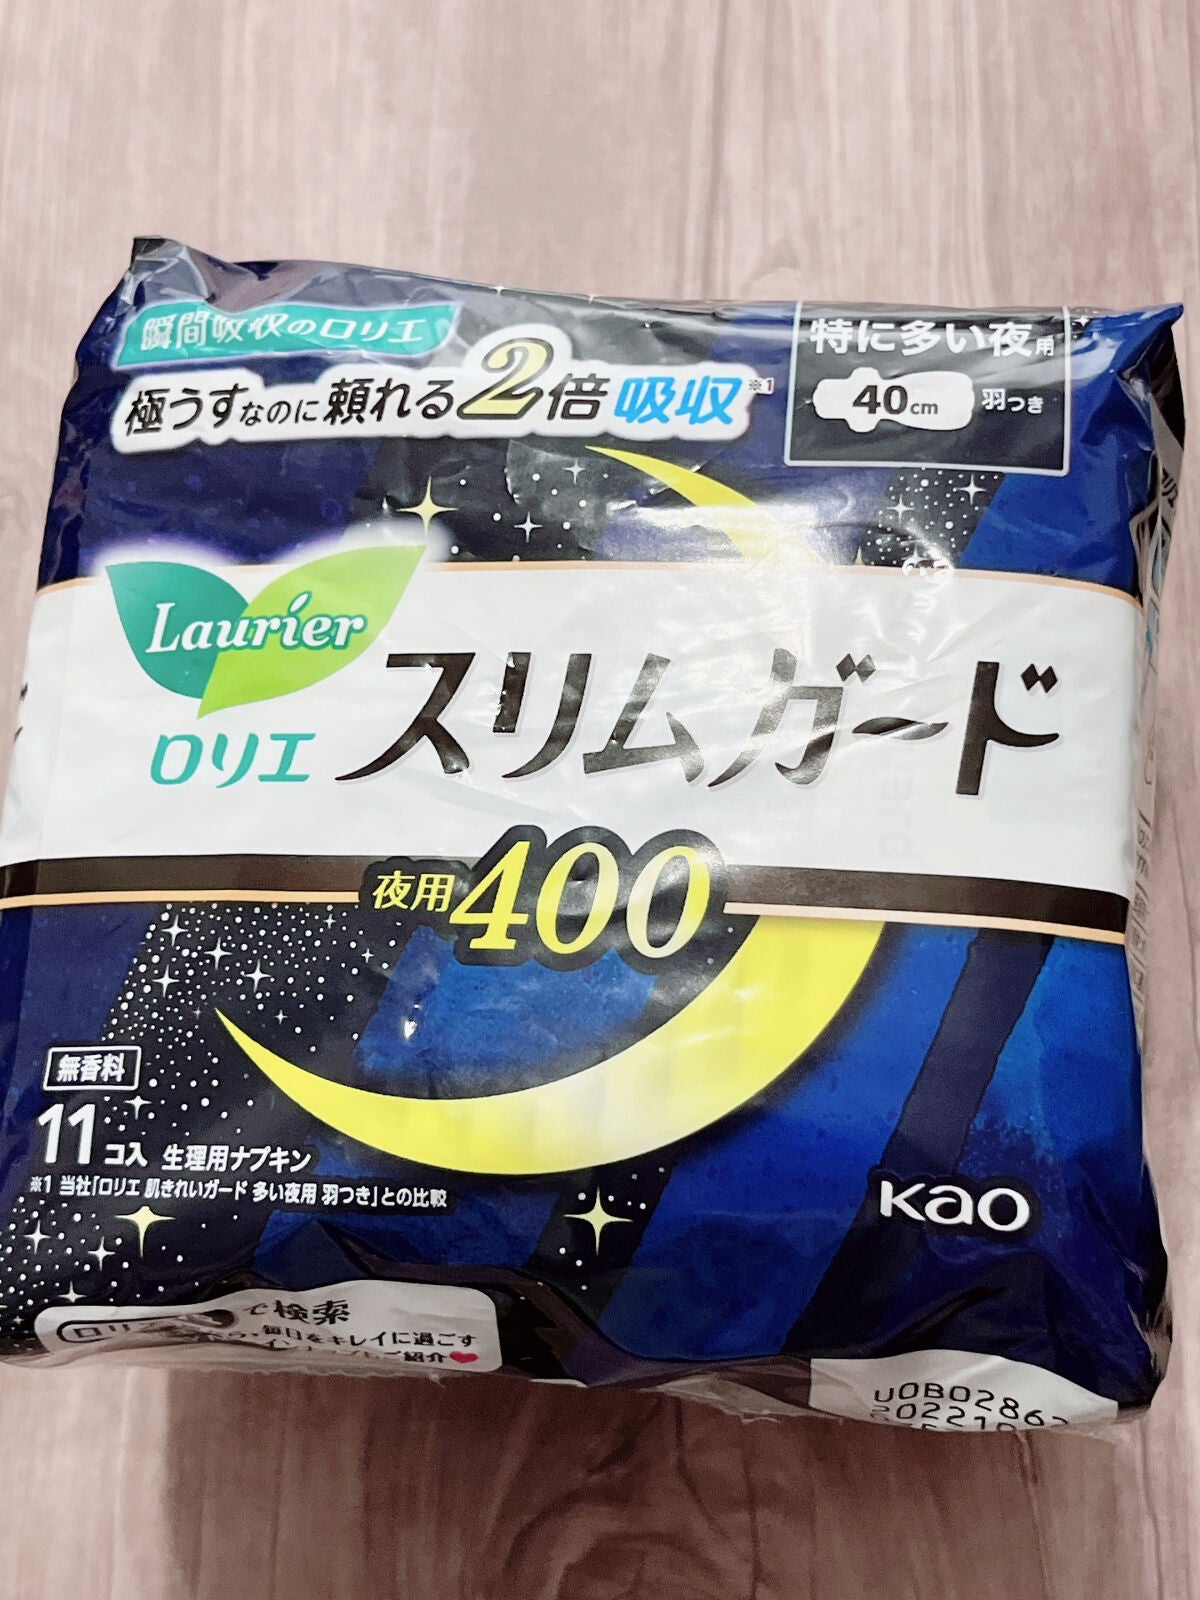 瞬間吸収のロリエ
極うすなのに頼れる2倍吸収※1
特に多い夜用
40cm 羽つき
Laurier
ロリエ スリムガード
夜用400
無香料
11コ入 生理用ナプキン
※1 当社「ロリエ 肌きれいガード 多い夜用 羽つき」との比較
Kao
ロリ で検索
毎日をキレイに過ごす
ご紹介
U0B02862